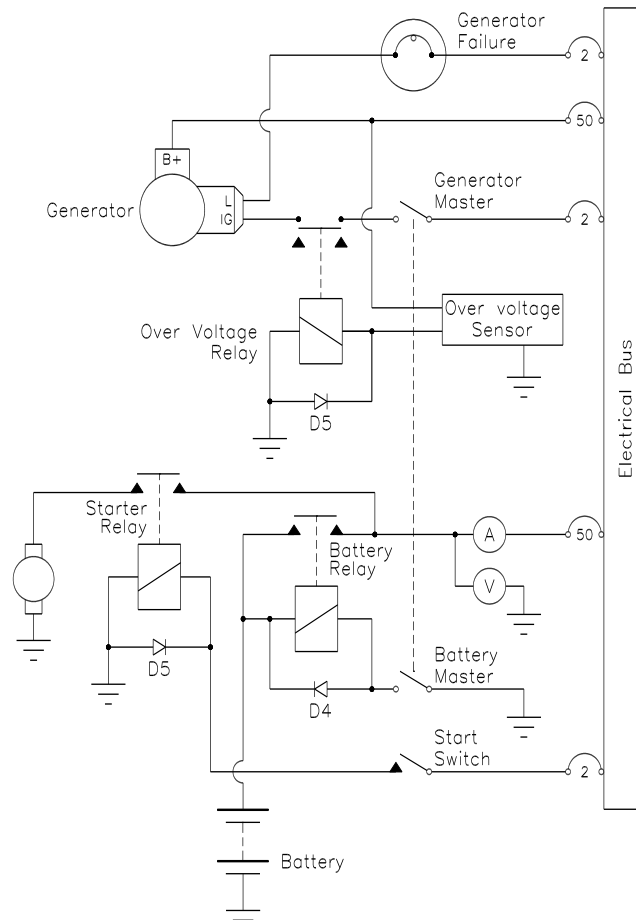 Generator
Failure
2
50
B+
L
IG
Generator
Generator
Master
2
Over Voltage
Relay
Over voltage
Sensor
D5
Electrical Bus
Starter
Relay
Battery
Relay
A
50
V
D5
D4
Battery
Master
Start
Switch
2
Battery